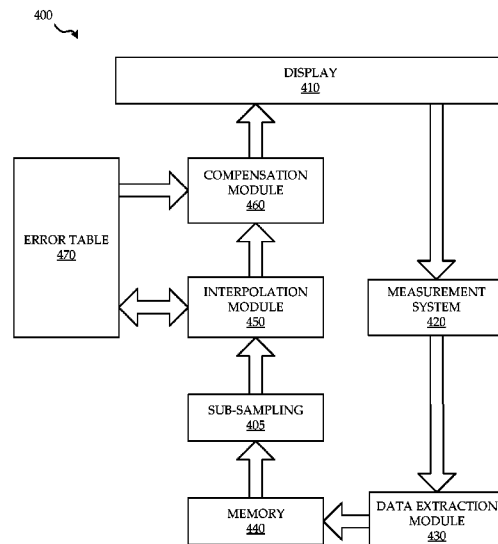 400
DISPLAY
410
COMPENSATION
MODULE
460
ERROR TABLE
470
INTERPOLATION
MODULE
450
MEASUREMENT
SYSTEM
420
SUB-SAMPLING
405
MEMORY
440
DATA EXTRACTION
MODULE
430